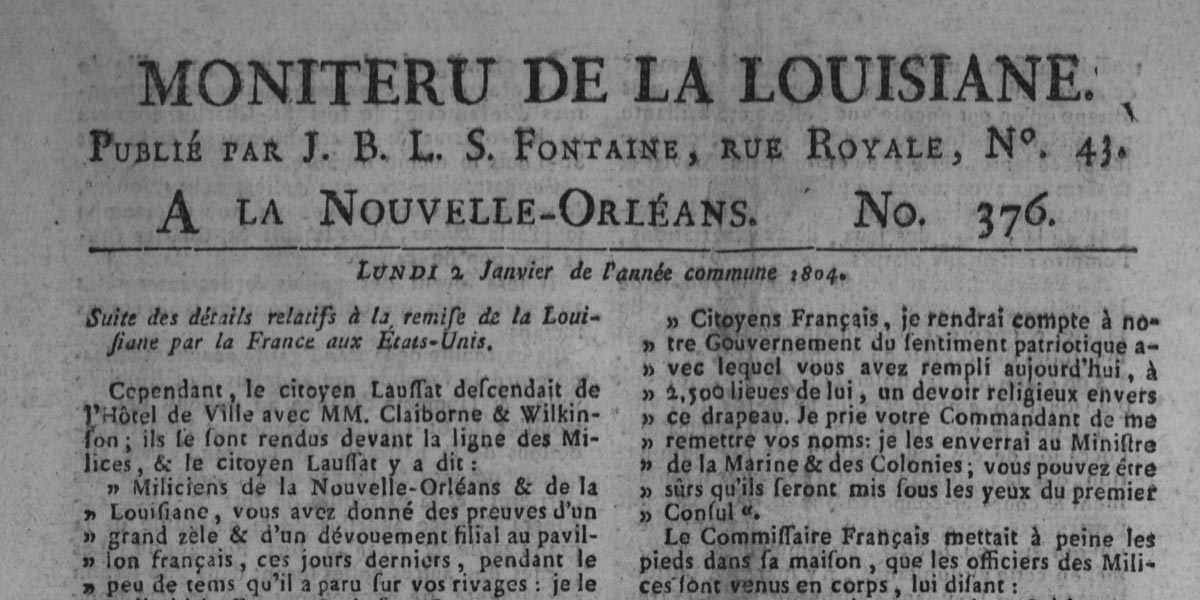 MONITERU DE LA LOUISIANE.
PUBLIÉ PAR J. B. L. S. FONTAINE, RUE ROYALE, Nº. 43.
A LA NOUVELLE-ORLÉANS. No. 376.
LUNDI 2 Janvier de l'année commune 1804.
Suite des détails relatifs à la remiſe de la Loui-
ſiane par la France aux États-Unis.
Cependant, le citoyen Lauſſat deſcendait de
l'Hôtel de Ville avec MM. Claiborne & Wilkin-
ſon; ils ſe ſont rendus devant la ligne des Mi-
lices, & le citoyen Lauſſat y a dit :
» Miliciens de la Nouvelle-Orléans & de la
» Louiſiane, vous avez donné des preuves d'un
» grand zèle & d'un dévouement filial au pavil-
» lon français, ces jours derniers, pendant le
» peu de tems qu'il a paru ſur vos rivages : je le
» Citoyens Français, je rendrai compte à no-
» tre Gouvernement du ſentiment patriotique a-
» vec lequel vous avez rempli aujourd'hui, à
» 2,500 lieues de lui, un devoir religieux envers
» ce drapeau. Je prie votre Commandant de me
» remettre vos noms: je les enverrai au Miniſtre
» de la Marine & des Colonies; vous pouvez être
» sûrs qu'ils ſeront mis ſous les yeux du premier
» Conſul «.
Le Commiſſaire Français mettait à peine les
pieds dans ſa maiſon, que les officiers des Mili-
ces ſont venus en corps, lui diſant :